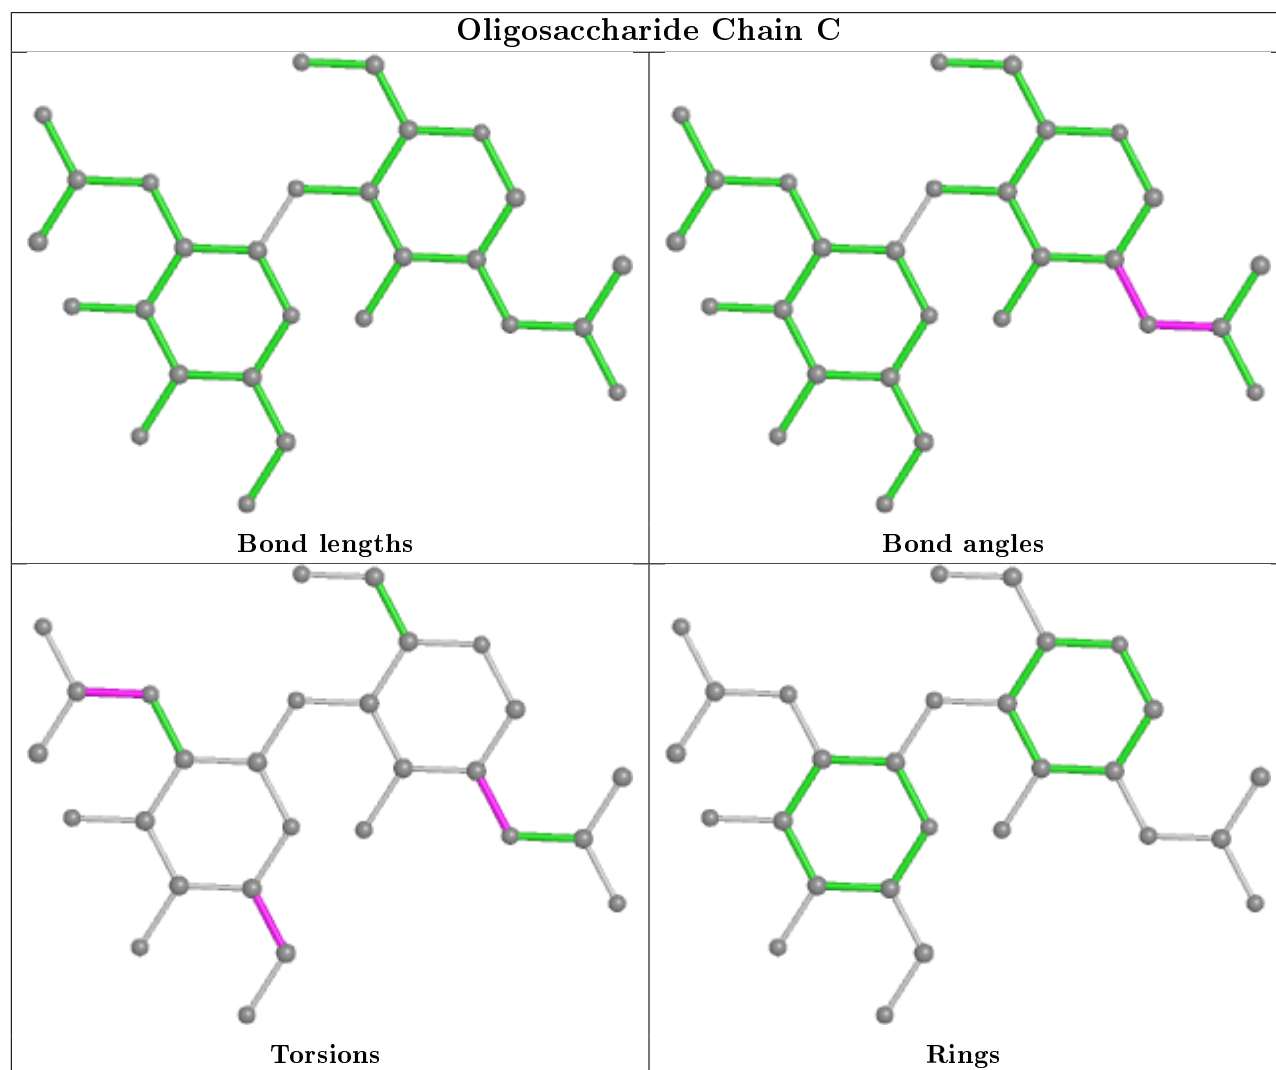 Oligosaccharide Chain C
Bond lengths
Bond angles
Torsions
Rings